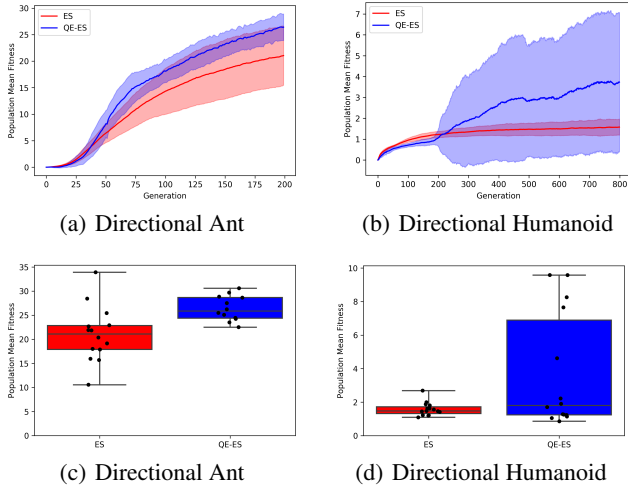 ES
QE-ES
Population Mean Fitness
30
25
20
15
10
5
0
0 25 50 75 100 125 150 175 200
Generation
(a) Directional Ant
ES
QE-ES
Population Mean Fitness
7
6
5
4
3
2
1
0
0 100 200 300 400 500 600 700 800
Generation
(b) Directional Humanoid
Population Mean Fitness
35
30
25
20
15
10
5
0
ES QE-ES
(c) Directional Ant
Population Mean Fitness
10
8
6
4
2
0
ES QE-ES
(d) Directional Humanoid